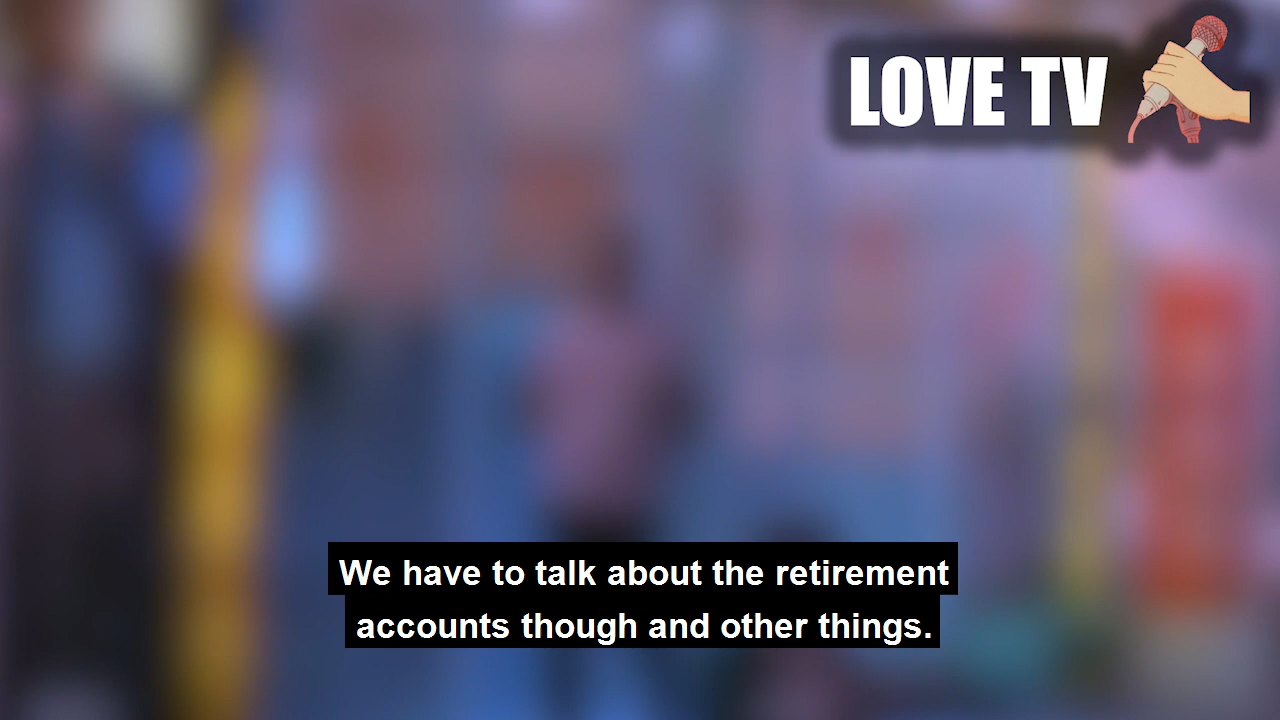 LOVE TV
We have to talk about the retirement
accounts though and other things.